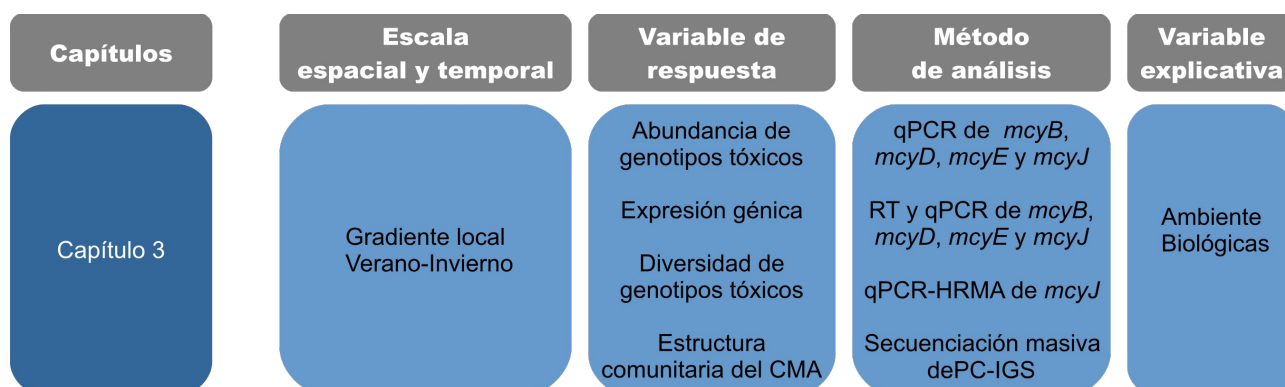 Capítulos
Escala
espacial y temporal
Variable de
respuesta
Método
de análisis
Variable
explicativa
Capítulo 3
Gradiente local
Verano-Invierno
Abundancia de
genotipos tóxicos
Expresión génica
Diversidad de
genotipos tóxicos
Estructura
comunitaria del CMA
qPCR de mcyB,
mcyD, mcyE y mcyJ
RT y qPCR de mcyB,
mcyD, mcyE y mcyJ
qPCR-HRMA de mcyJ
Secuenciación masiva
dePC-IGS
Ambiente
Biológicas